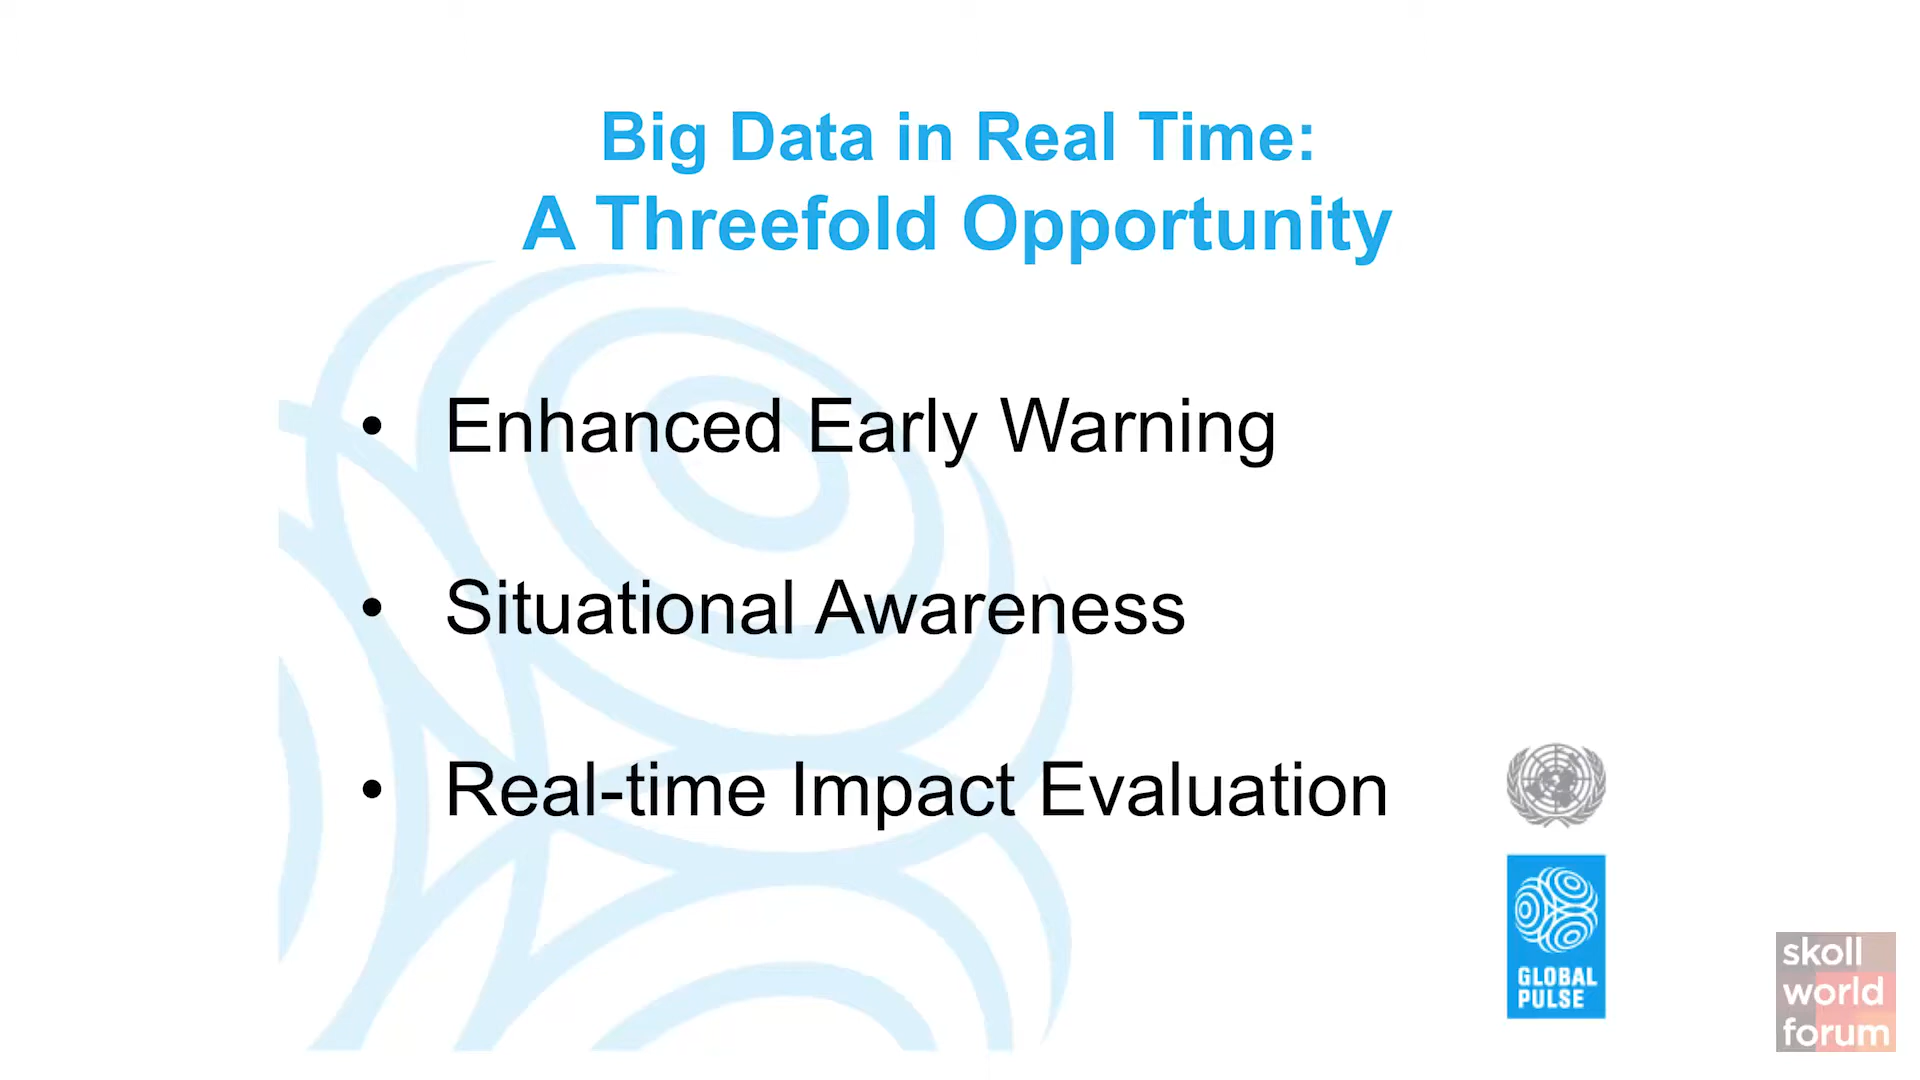 Big Data in Real Time:
A Threefold Opportunity
• Enhanced Early Warning
• Situational Awareness
• Real-time Impact Evaluation
GLOBAL
PULSE
skoll
world
forum